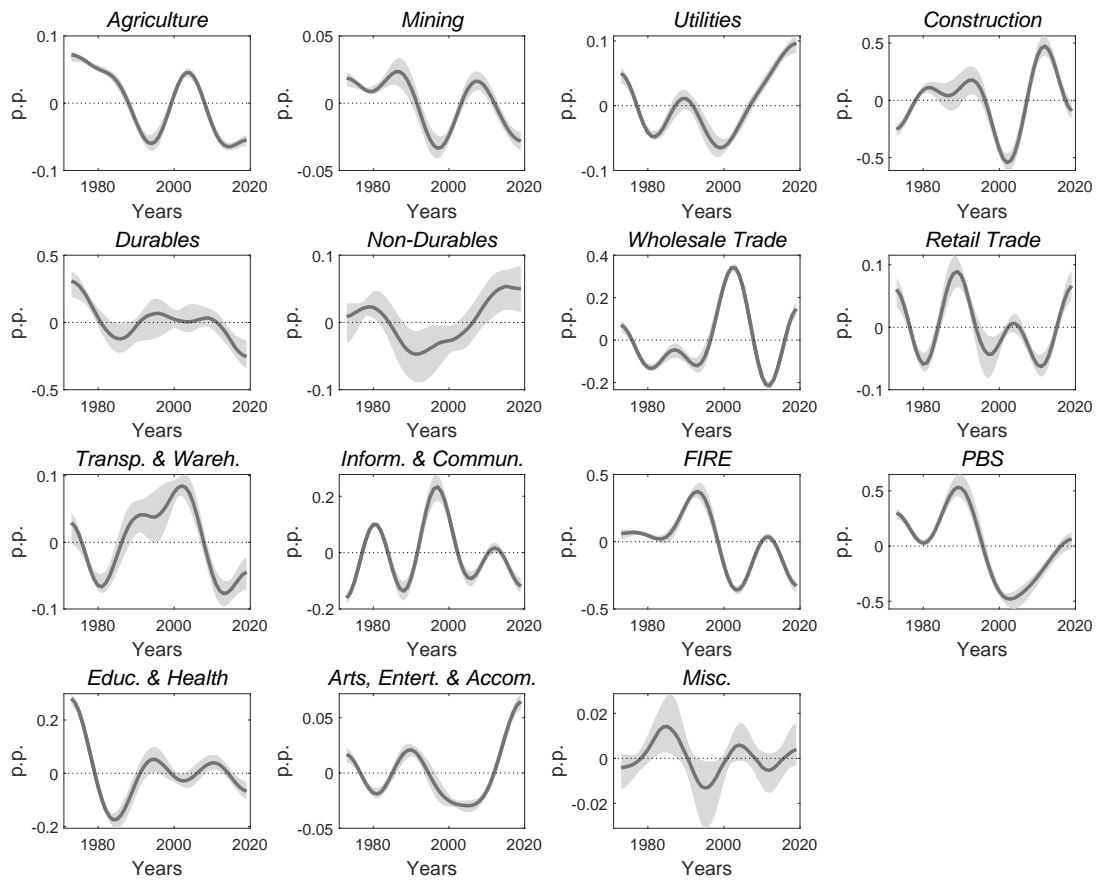 Agriculture
0.1
0
-0.1
p.p.
1980 2000 2020
Years
Mining
0.05
0
-0.05
p.p.
1980 2000 2020
Years
Utilities
0.1
0
-0.1
p.p.
1980 2000 2020
Years
Construction
0.5
0
-0.5
p.p.
1980 2000 2020
Years
Durables
0.5
0
-0.5
p.p.
1980 2000 2020
Years
Non-Durables
0.1
0
-0.1
p.p.
1980 2000 2020
Years
Wholesale Trade
0.4
0.2
0
-0.2
p.p.
1980 2000 2020
Years
Retail Trade
0.1
0
-0.1
p.p.
1980 2000 2020
Years
Transp. & Wareh.
0.1
0
-0.1
p.p.
1980 2000 2020
Years
Inform. & Commun.
0.2
0
-0.2
p.p.
1980 2000 2020
Years
FIRE
0.5
0
-0.5
p.p.
1980 2000 2020
Years
PBS
0.5
0
-0.5
p.p.
1980 2000 2020
Years
Educ. & Health
0.2
0
-0.2
p.p.
1980 2000 2020
Years
Arts, Entert. & Accom.
0.05
0
-0.05
p.p.
1980 2000 2020
Years
Misc.
0.02
0
-0.02
p.p.
1980 2000 2020
Years